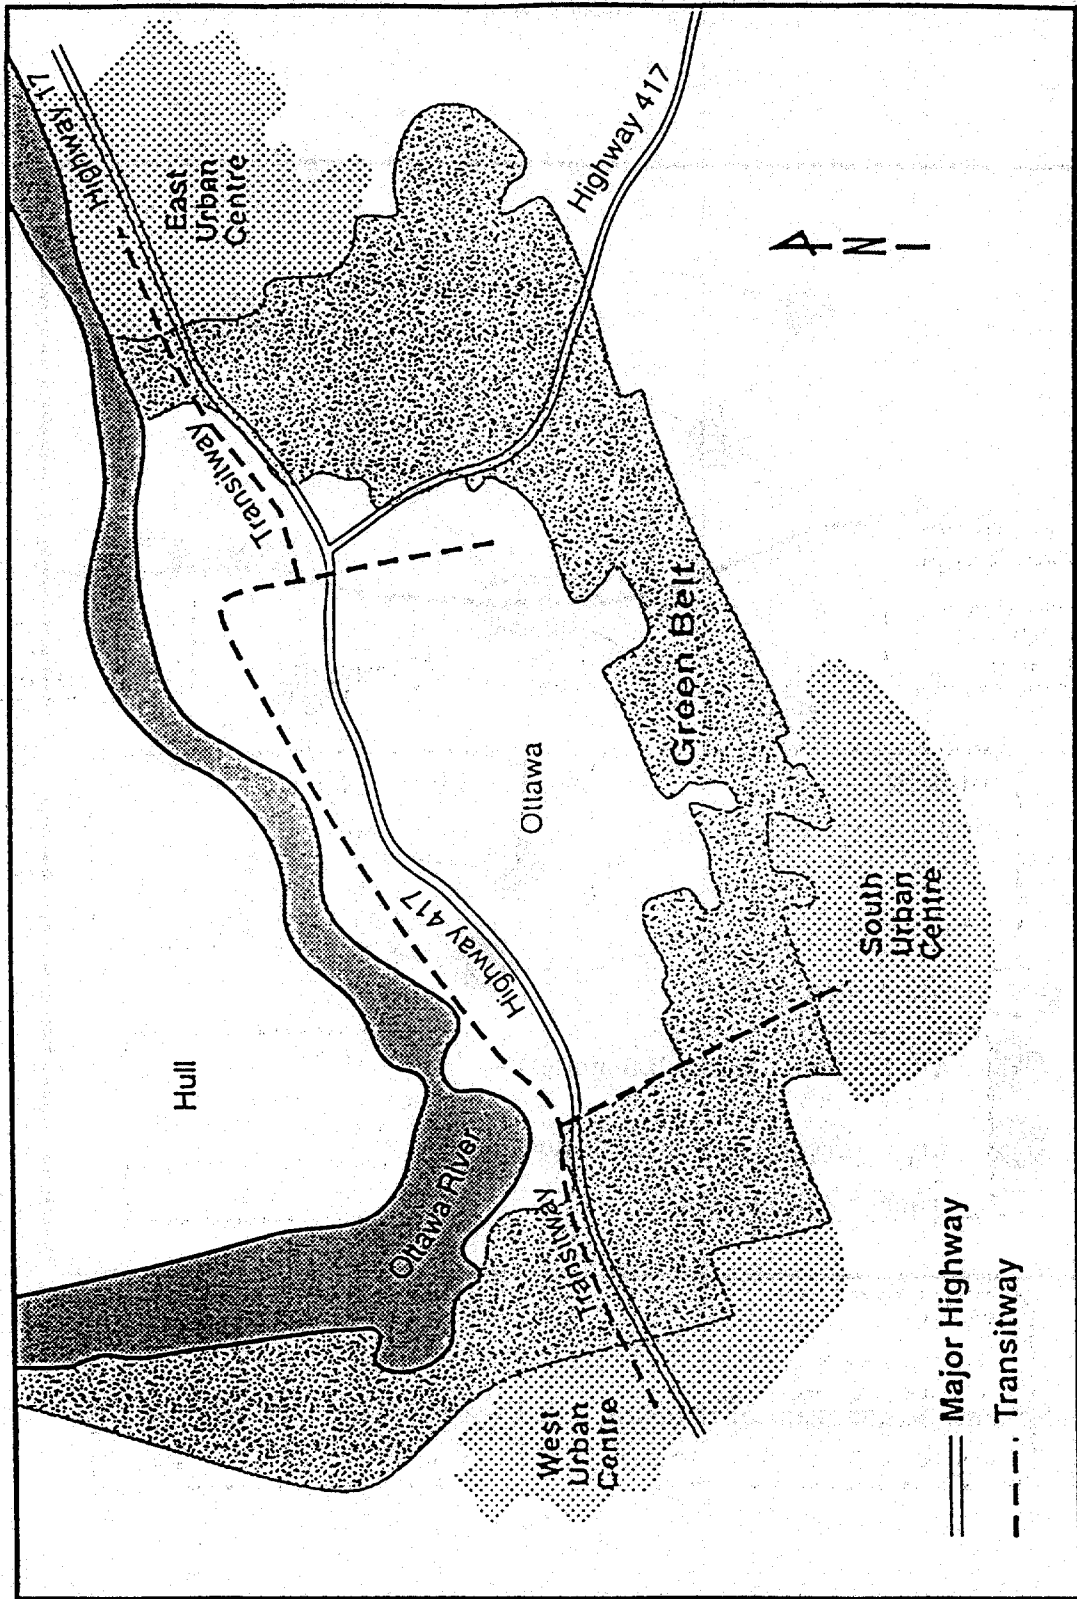 Highway 17
East
Urban
Centre
Highway 417
N
Transitway
Green Belt
Ottawa
Highway 417
Hull
South
Urban
Centre
Ottawa River
Transitway
West
Urban
Centre
Major Highway
Transitway